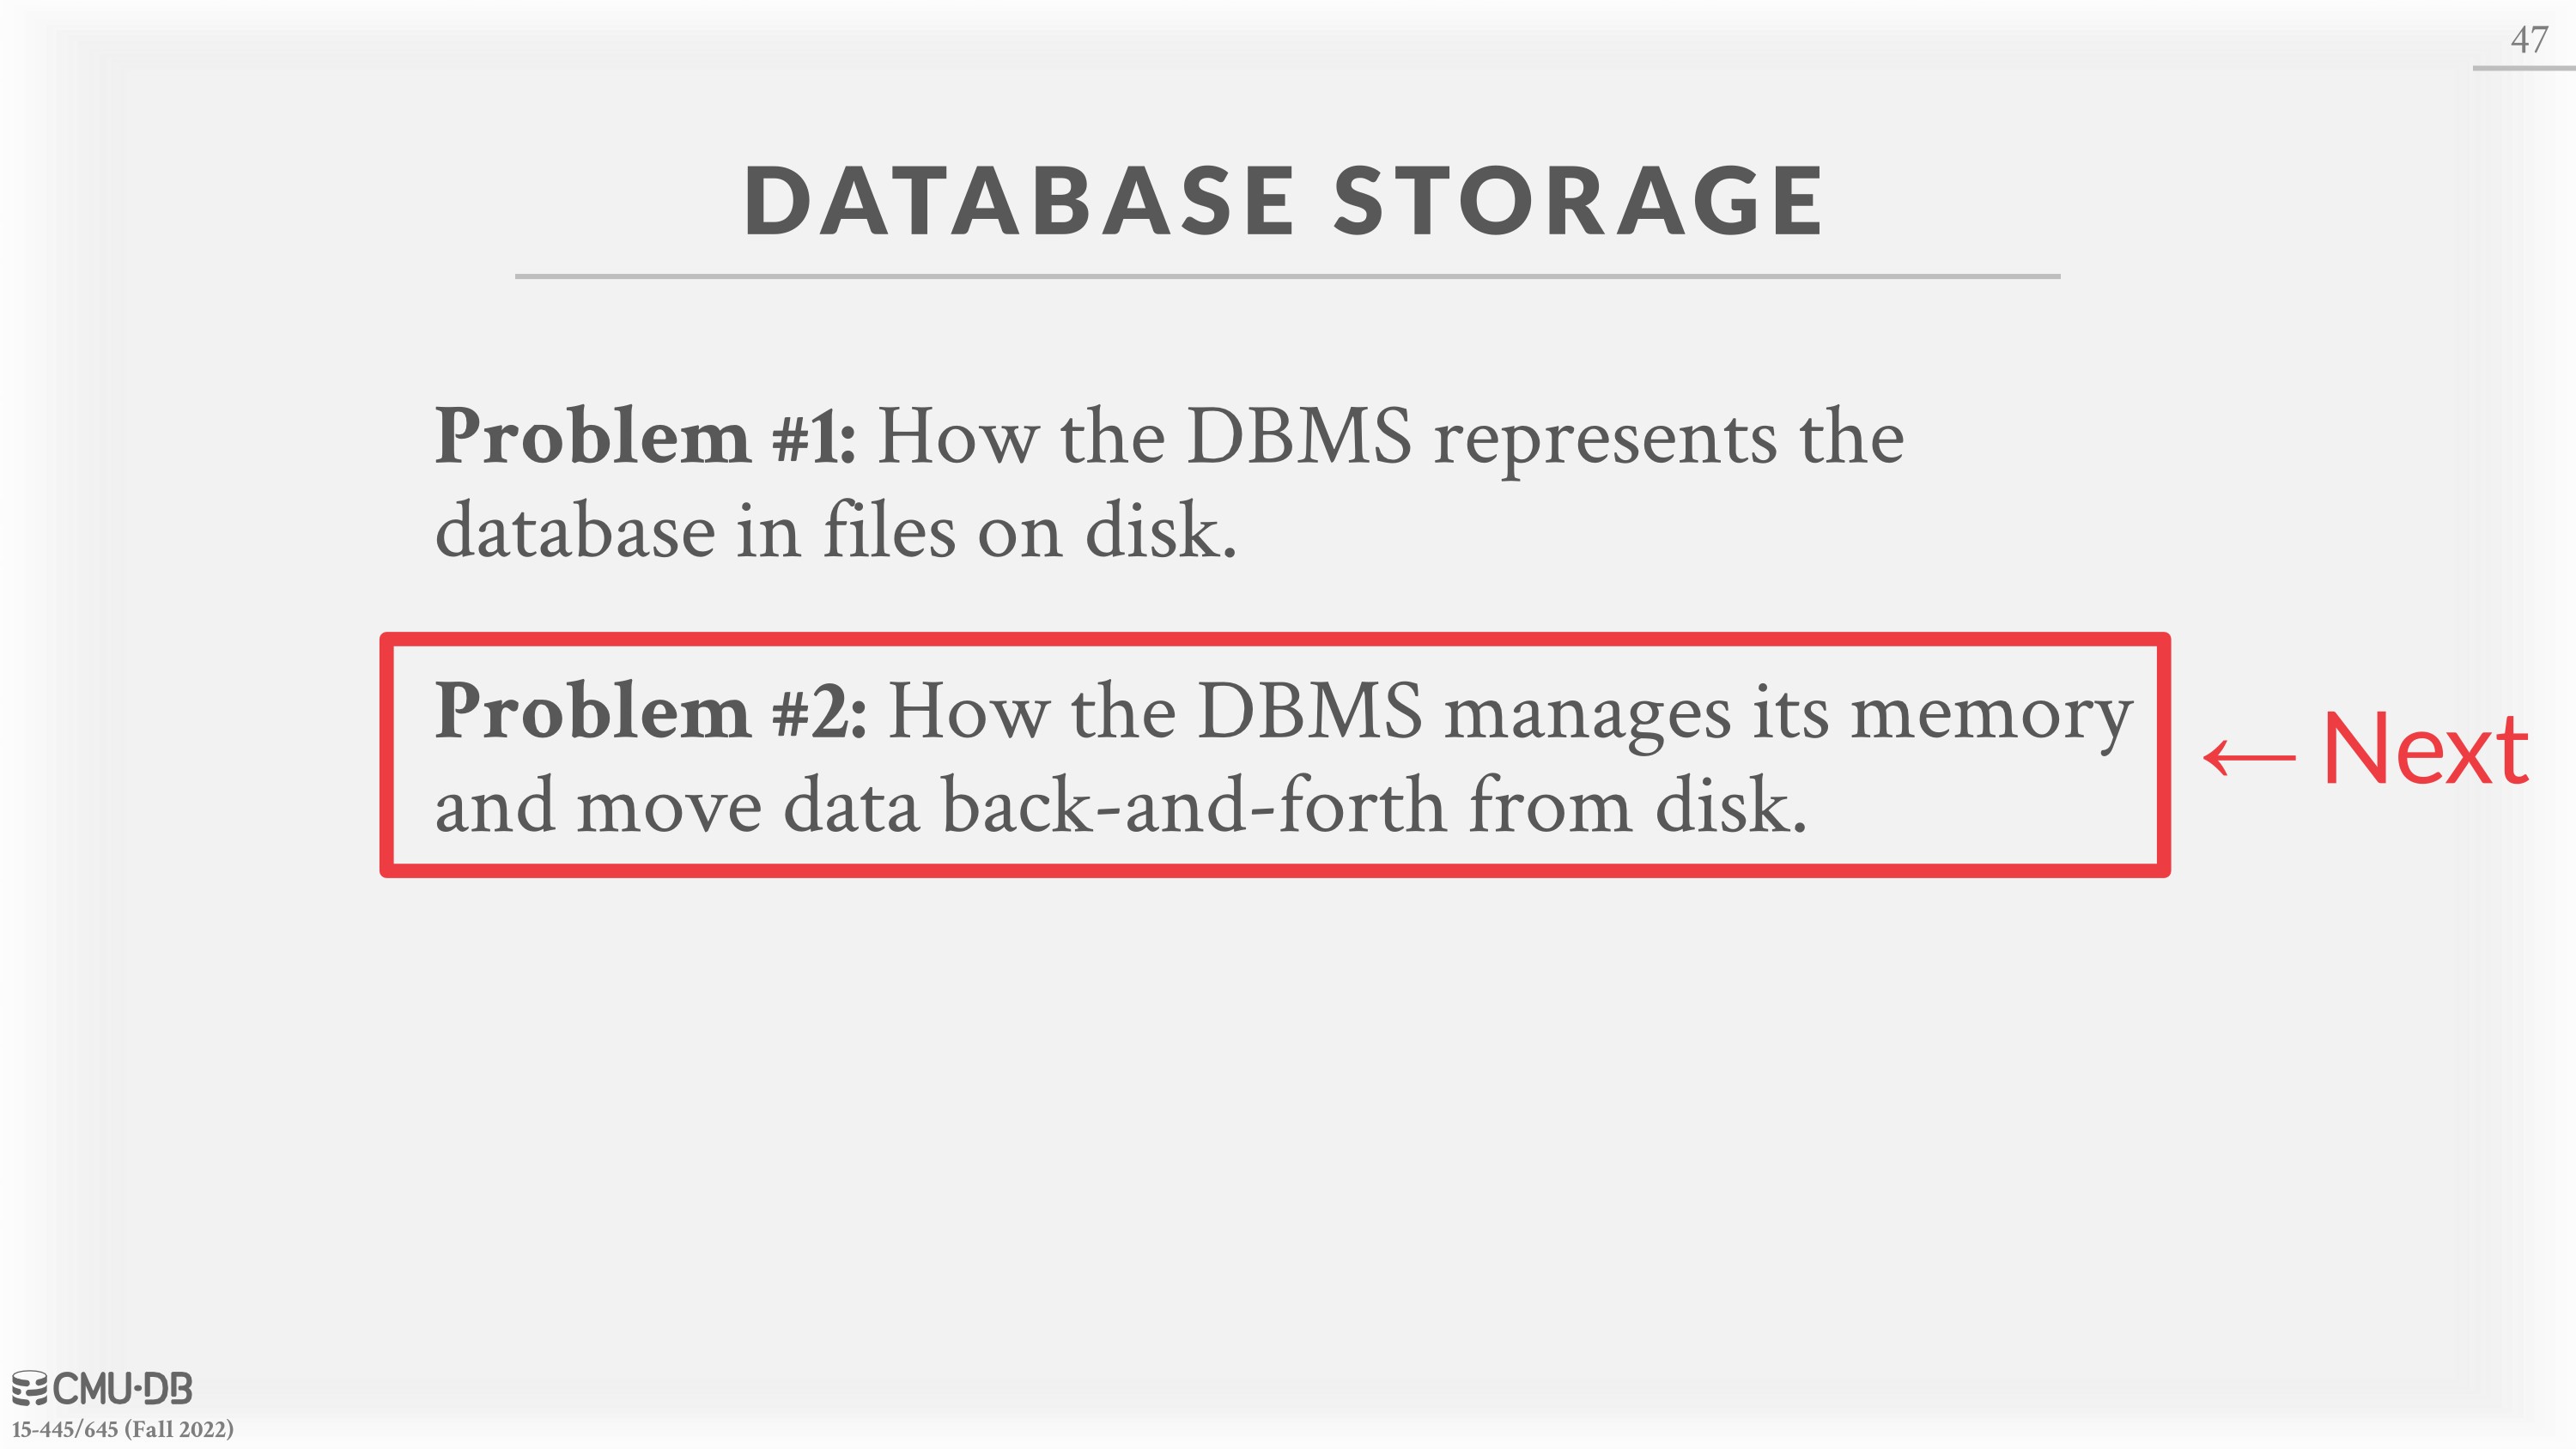 47
DATABASE STORAGE
Problem #1: How the DBMS represents the
database in files on disk.
Problem #2: How the DBMS manages its memory
and move data back-and-forth from disk.
← Next
CMU·DB
15-445/645 (Fall 2022)